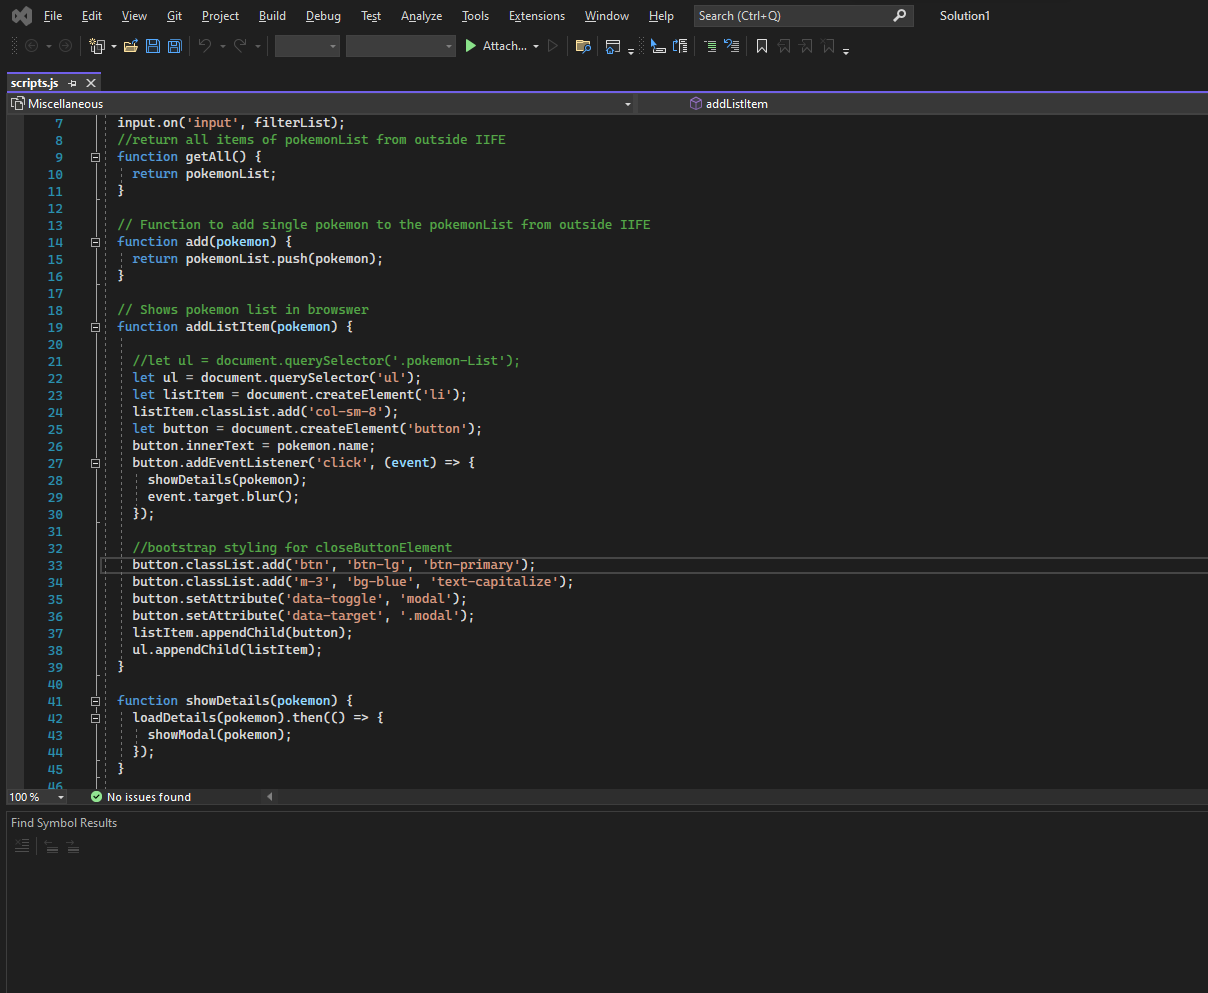 File Edit View Git Project Build Debug Test Analyze Tools Extensions Window Help Search (Ctrl+Q) Solution1
Attach...
scripts.js
Miscellaneous addListItem
7 input.on('input', filterList);
8 //return all items of pokemonList from outside IIFE
9 function getAll() {
10 return pokemonList;
11 }
12
13 // Function to add single pokemon to the pokemonList from outside IIFE
14 function add(pokemon) {
15 return pokemonList.push(pokemon);
16 }
17
18 // Shows pokemon list in browswer
19 function addListItem(pokemon) {
20
21 //let ul = document.querySelector('.pokemon-List');
22 let ul = document.querySelector('ul');
23 let listItem = document.createElement('li');
24 listItem.classList.add('col-sm-8');
25 let button = document.createElement('button');
26 button.innerText = pokemon.name;
27 button.addEventListener('click', (event) => {
28 showDetails(pokemon);
29 event.target.blur();
30 });
31
32 //bootstrap styling for closeButtonElement
33 button.classList.add('btn', 'btn-lg', 'btn-primary');
34 button.classList.add('m-3', 'bg-blue', 'text-capitalize');
35 button.setAttribute('data-toggle', 'modal');
36 button.setAttribute('data-target', '.modal');
37 listItem.appendChild(button);
38 ul.appendChild(listItem);
39 }
40
41 function showDetails(pokemon) {
42 loadDetails(pokemon).then(() => {
43 showModal(pokemon);
44 });
45 }
46
100 % No issues found
Find Symbol Results